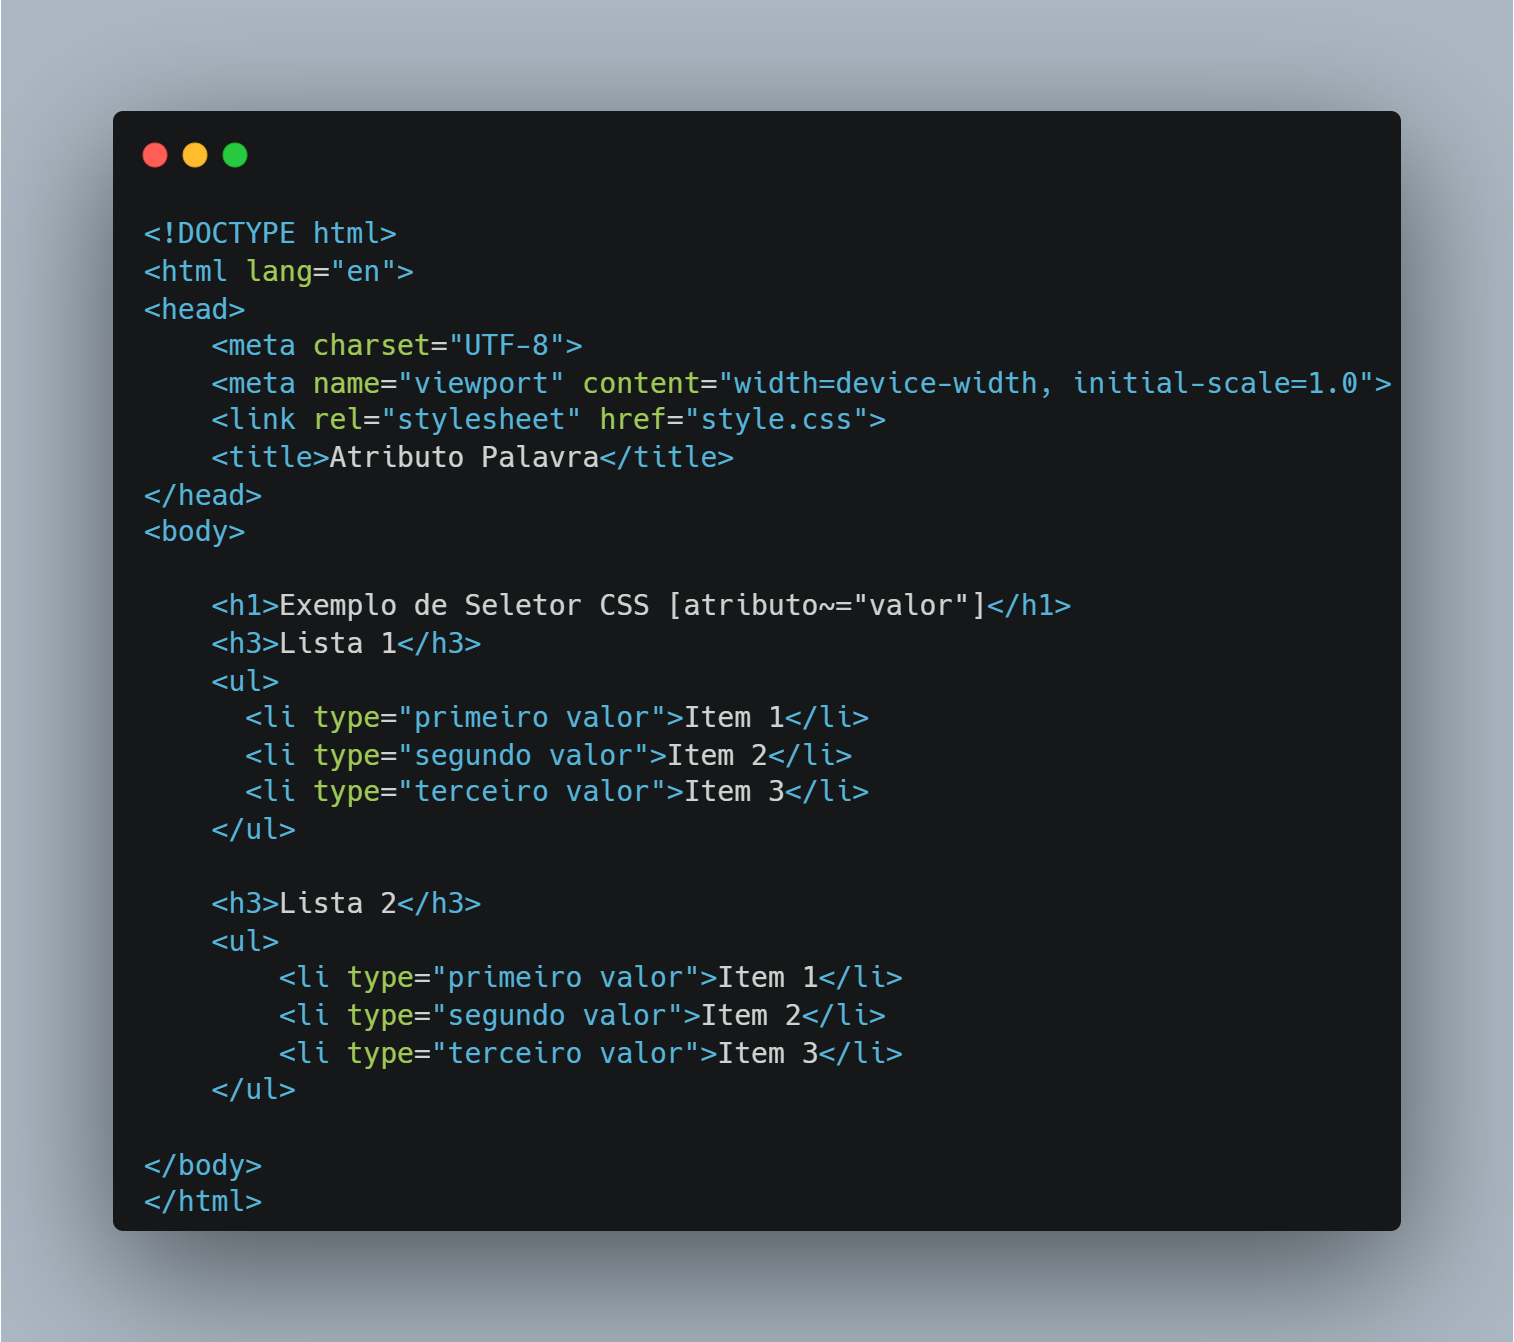 <!DOCTYPE html>
<html lang="en">
<head>
    <meta charset="UTF-8">
    <meta name="viewport" content="width=device-width, initial-scale=1.0">
    <link rel="stylesheet" href="style.css">
    <title>Atributo Palavra</title>
</head>
<body>

    <h1>Exemplo de Seletor CSS [atributo~="valor"]</h1>
    <h3>Lista 1</h3>
    <ul>
      <li type="primeiro valor">Item 1</li>
      <li type="segundo valor">Item 2</li>
      <li type="terceiro valor">Item 3</li>
    </ul>

    <h3>Lista 2</h3>
    <ul>
        <li type="primeiro valor">Item 1</li>
        <li type="segundo valor">Item 2</li>
        <li type="terceiro valor">Item 3</li>
    </ul>

</body>
</html>